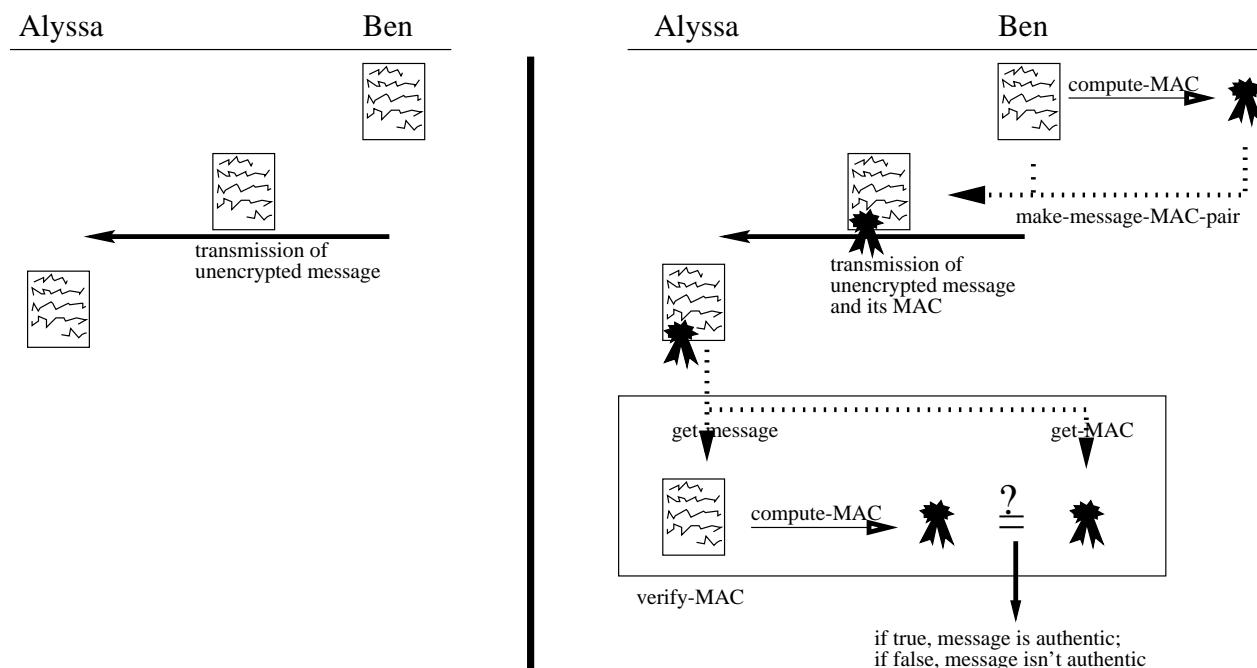 Alyssa
Ben
transmission of
unencrypted message
Alyssa
Ben
compute-MAC
make-message-MAC-pair
transmission of
unencrypted message
and its MAC
get-message
get-MAC
compute-MAC
?
=
verify-MAC
if true, message is authentic;
if false, message isn't authentic